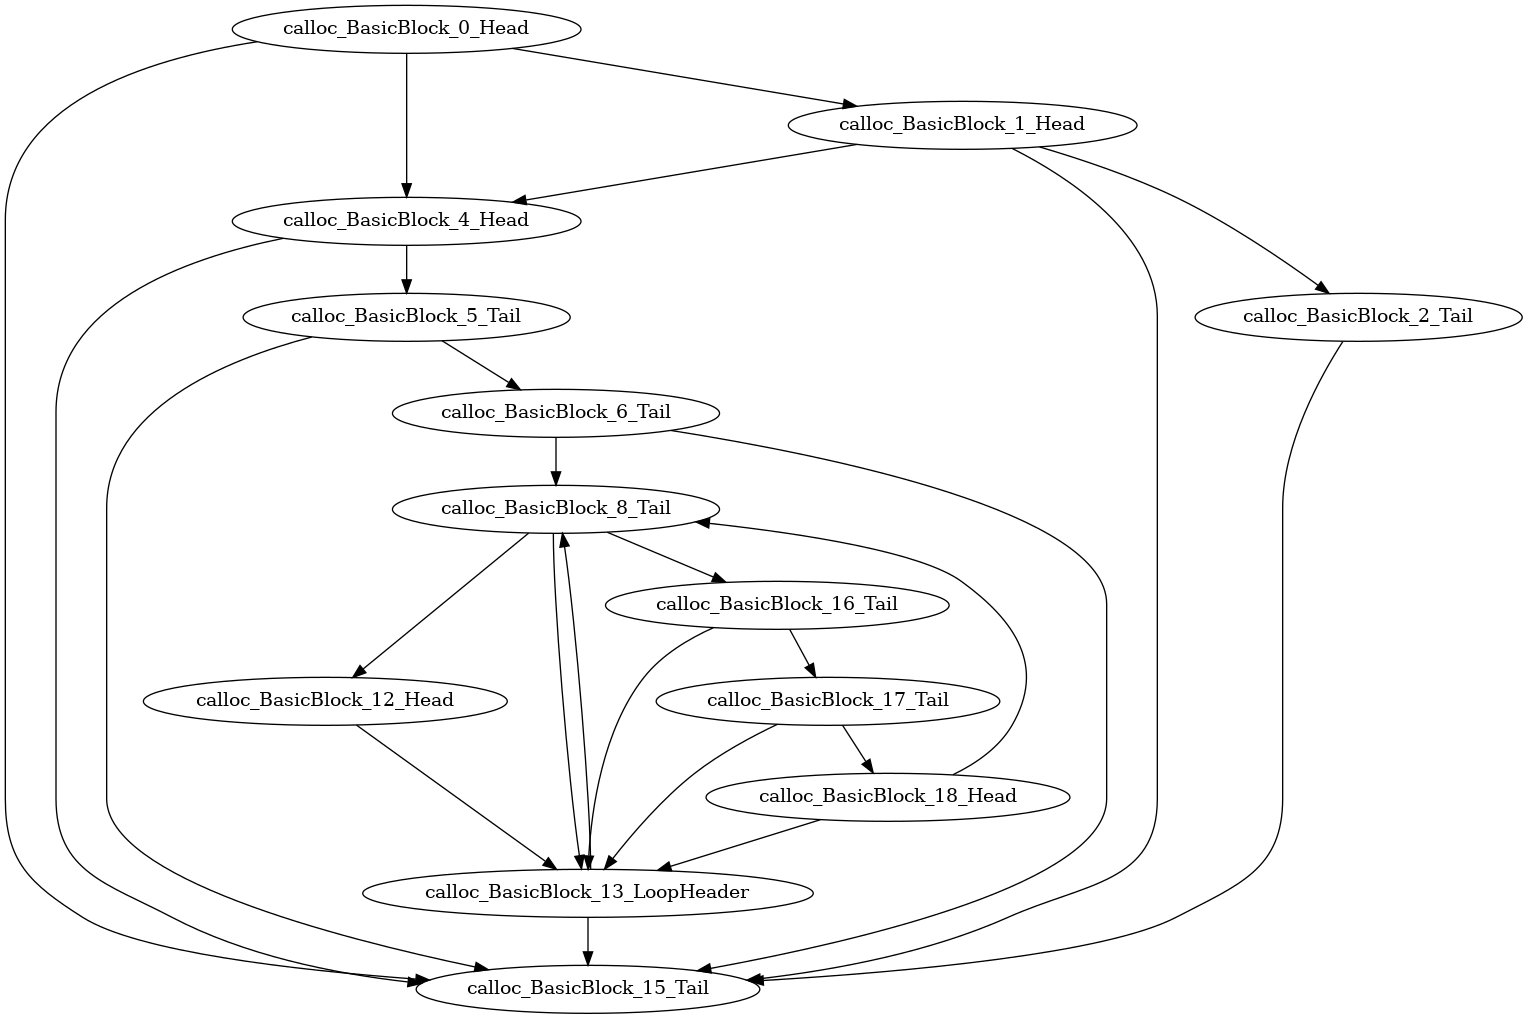 calloc_BasicBlock_0_Head
calloc_BasicBlock_1_Head
calloc_BasicBlock_4_Head
calloc_BasicBlock_5_Tail
calloc_BasicBlock_2_Tail
calloc_BasicBlock_6_Tail
calloc_BasicBlock_8_Tail
calloc_BasicBlock_16_Tail
calloc_BasicBlock_12_Head
calloc_BasicBlock_17_Tail
calloc_BasicBlock_18_Head
calloc_BasicBlock_13_LoopHeader
calloc_BasicBlock_15_Tail